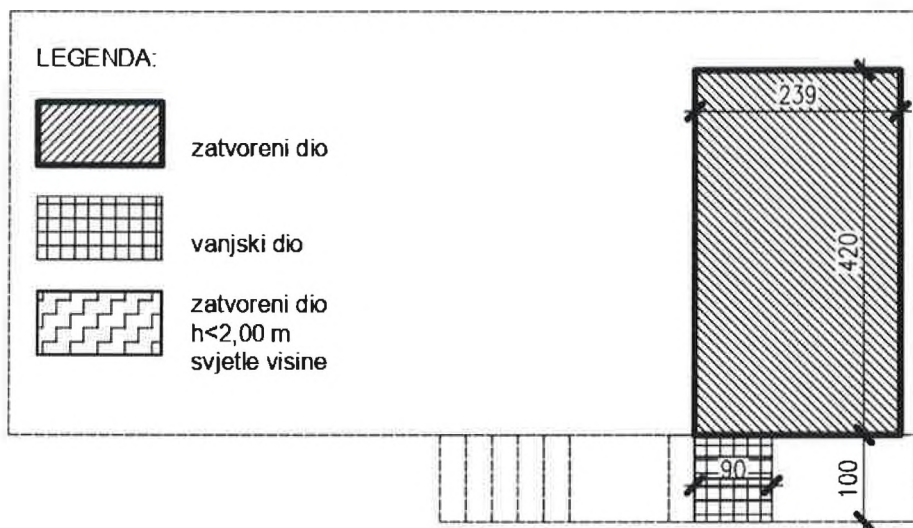 LEGENDA:
zatvoreni dio
vanjski dio
zatvoreni dio
h<2,00 m
svjetle visine
239
420
90
100